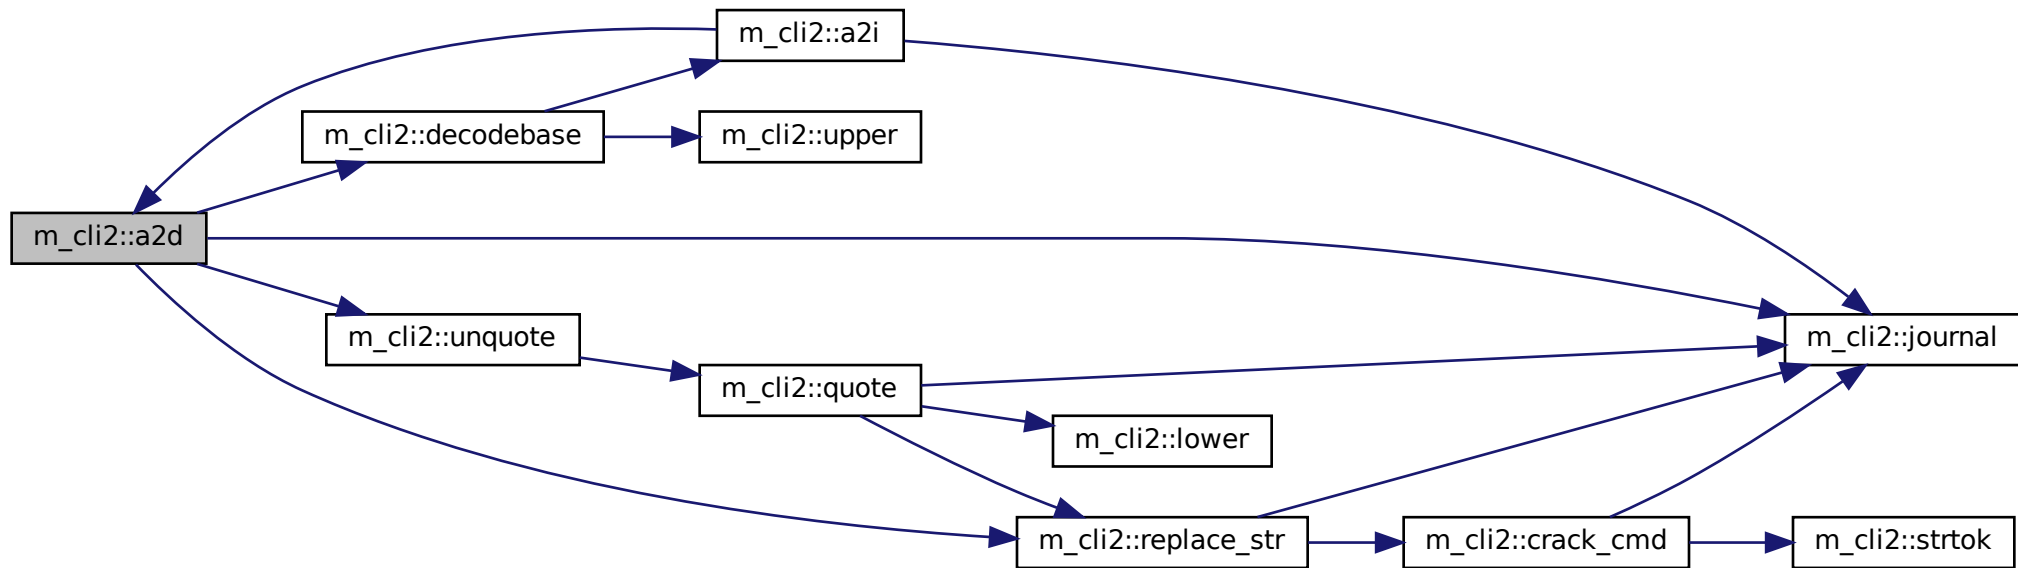 m_cli2::a2i
m_cli2::decodebase
m_cli2::upper
m_cli2::a2d
m_cli2::unquote
m_cli2::journal
m_cli2::quote
m_cli2::lower
m_cli2::replace_str
m_cli2::crack_cmd
m_cli2::strtok